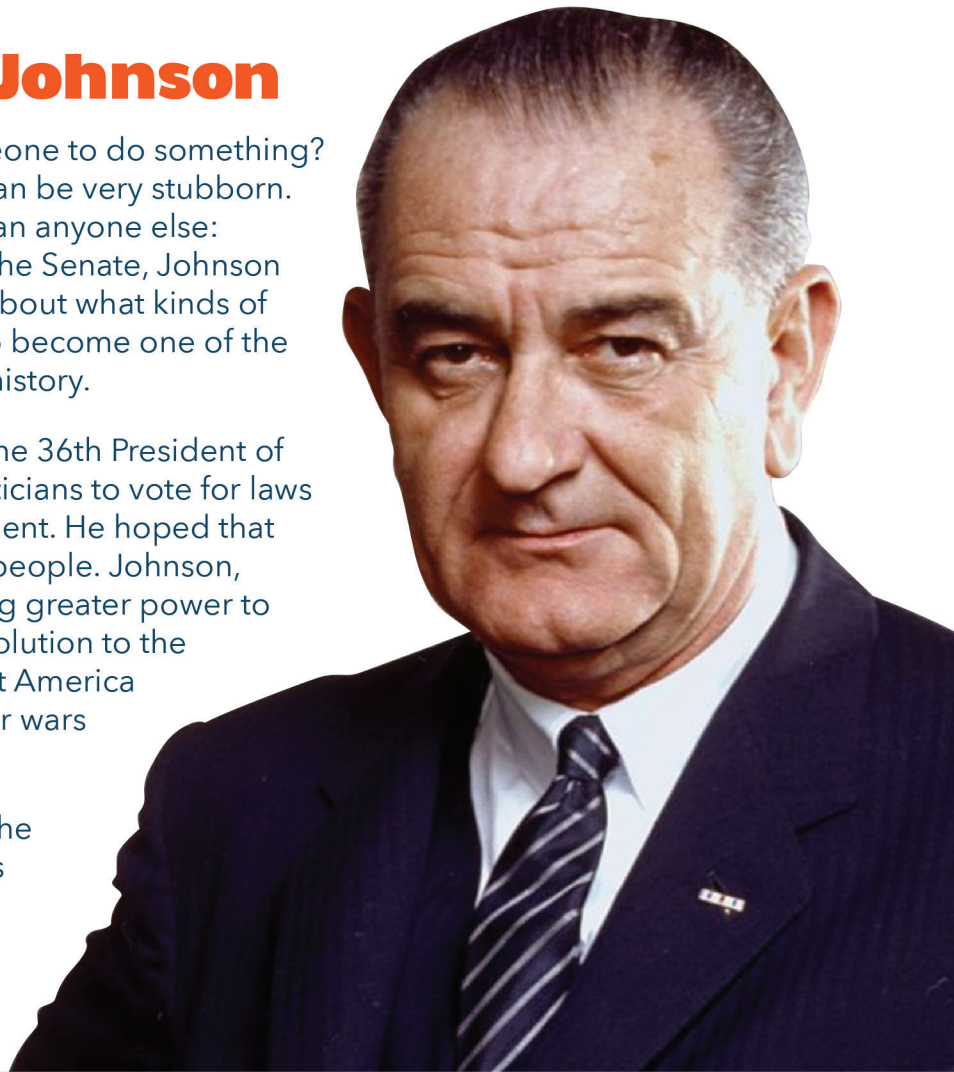 Johnson
eone to do something?
an be very stubborn.
an anyone else:
he Senate, Johnson
bout what kinds of
o become one of the
istory.
he 36th President of
icians to vote for laws
ent. He hoped that
people. Johnson,
g greater power to
olution to the
t America
r wars
he
s